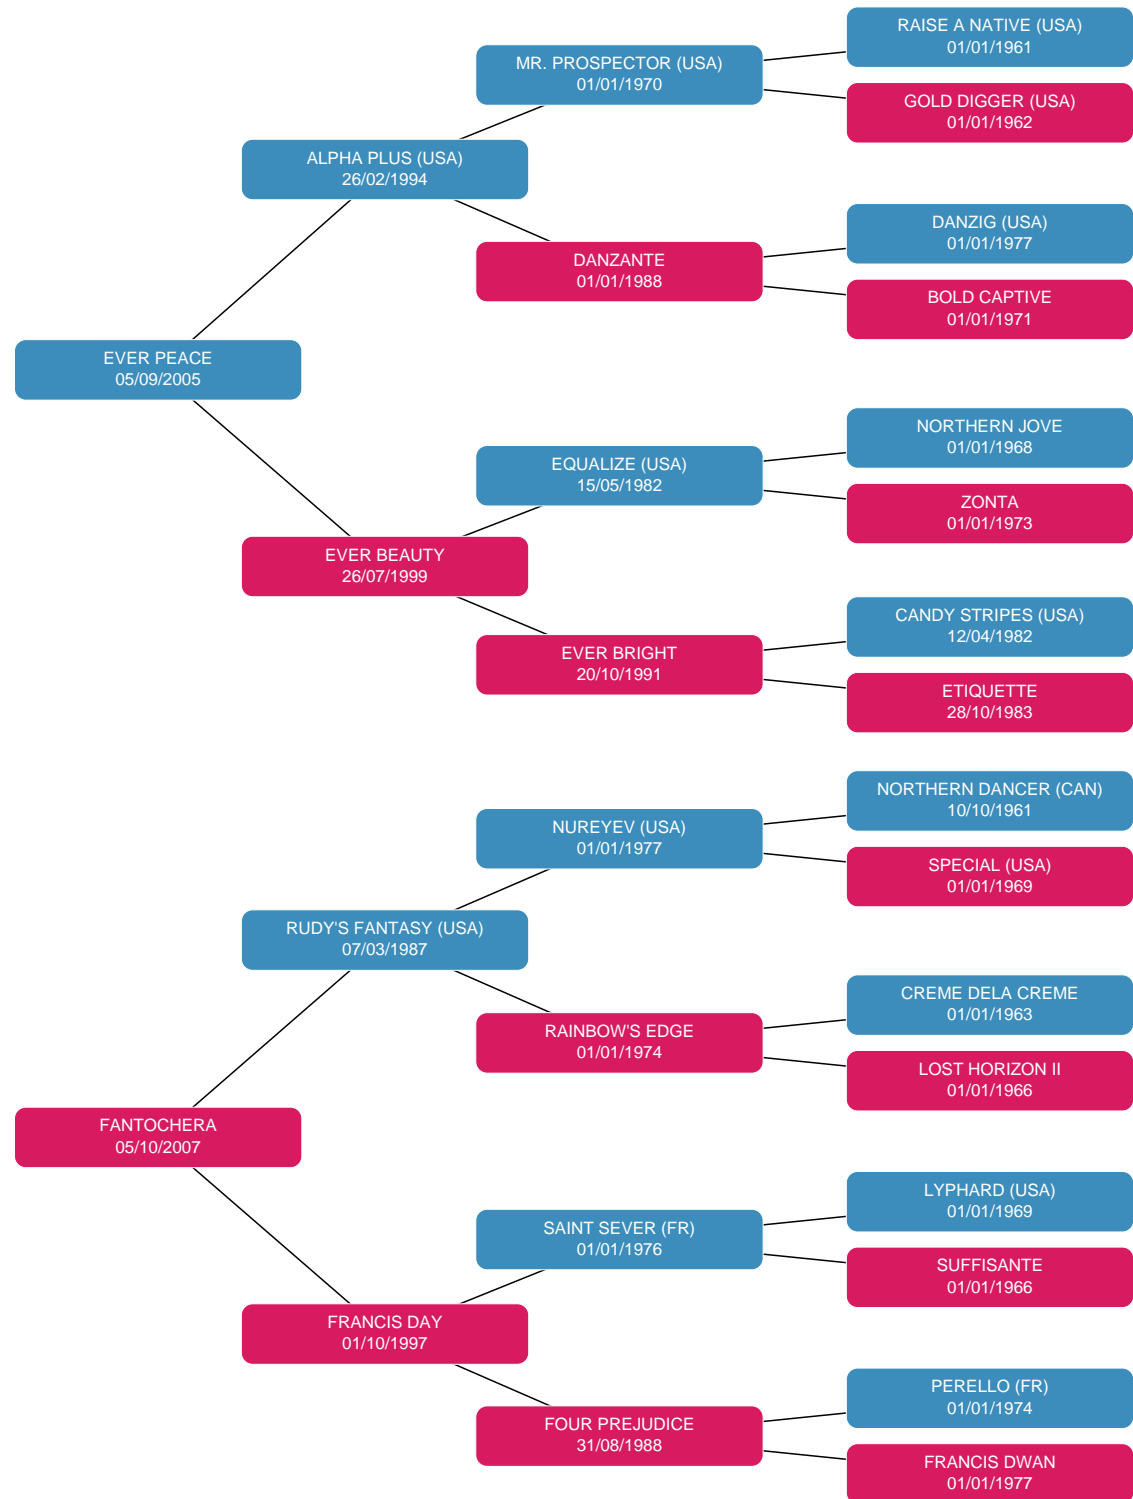 RAISE A NATIVE (USA)
01/01/1961
MR. PROSPECTOR (USA)
01/01/1970
GOLD DIGGER (USA)
01/01/1962
ALPHA PLUS (USA)
26/02/1994
DANZIG (USA)
01/01/1977
DANZANTE
01/01/1988
BOLD CAPTIVE
01/01/1971
EVER PEACE
05/09/2005
NORTHERN JOVE
01/01/1968
EQUALIZE (USA)
15/05/1982
ZONTA
01/01/1973
EVER BEAUTY
26/07/1999
CANDY STRIPES (USA)
12/04/1982
EVER BRIGHT
20/10/1991
ETIQUETTE
28/10/1983
NORTHERN DANCER (CAN)
10/10/1961
NUREYEV (USA)
01/01/1977
SPECIAL (USA)
01/01/1969
RUDY'S FANTASY (USA)
07/03/1987
CREME DELA CREME
01/01/1963
RAINBOW'S EDGE
01/01/1974
LOST HORIZON II
01/01/1966
FANTOCHERA
05/10/2007
LYPHARD (USA)
01/01/1969
SAINT SEVER (FR)
01/01/1976
SUFFISANTE
01/01/1966
FRANCIS DAY
01/10/1997
PERELLO (FR)
01/01/1974
FOUR PREJUDICE
31/08/1988
FRANCIS DWAN
01/01/1977